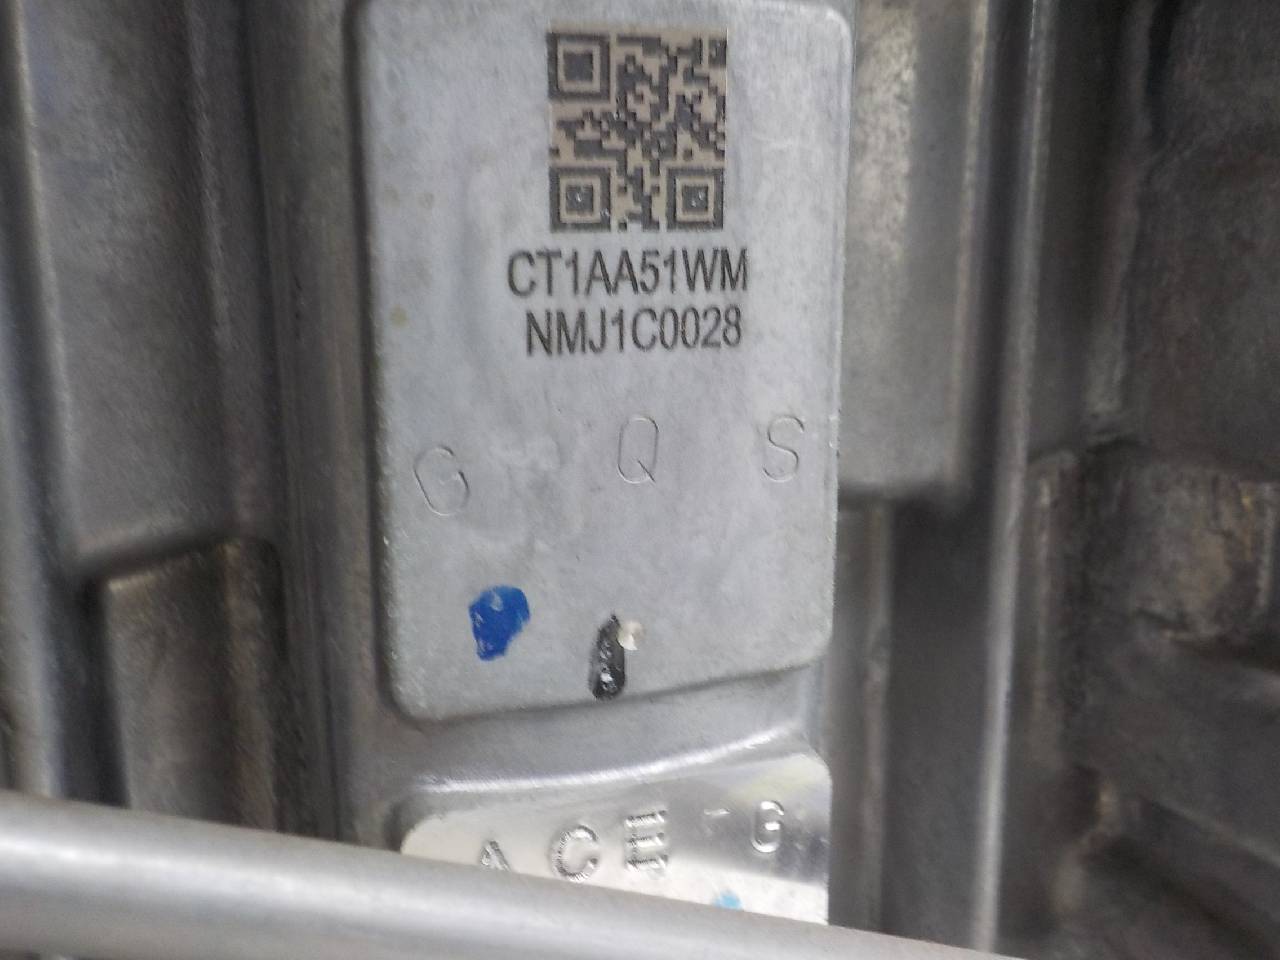 CT1AA51WM
NMJ1C0028
G Q S
ACE-G